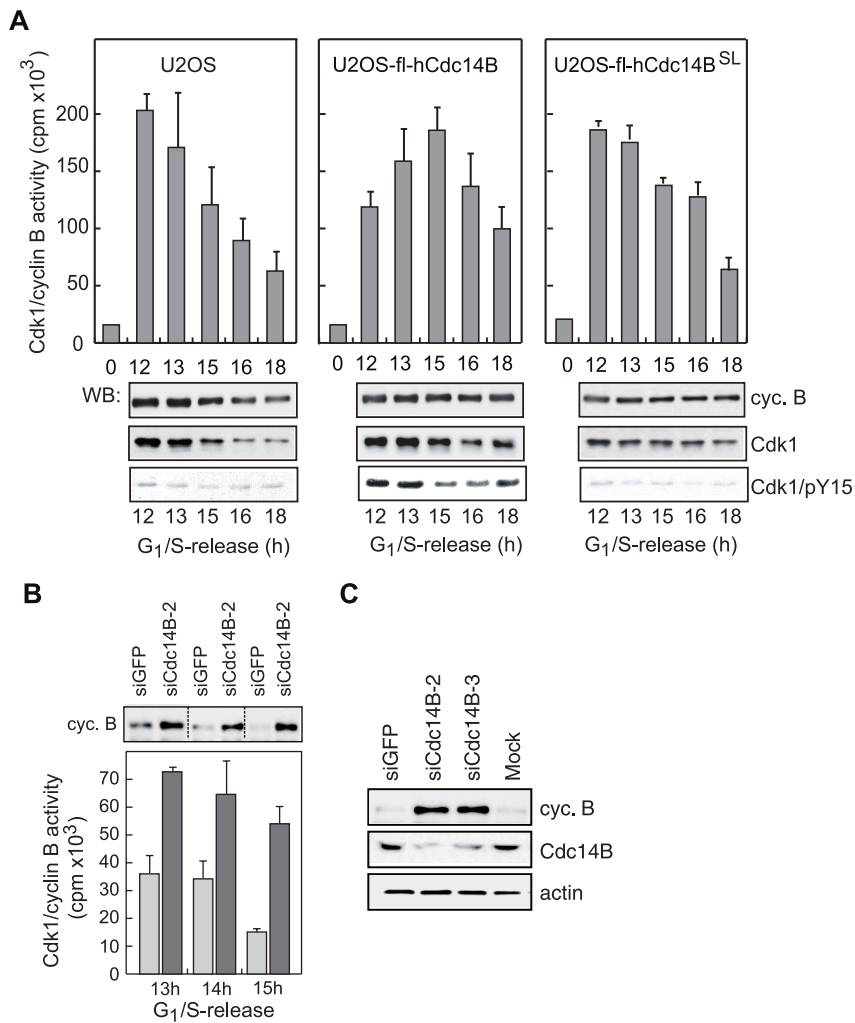 A
U2OS
U2OS-fl-hCdc14B
U2OS-fl-hCdc14B SL
Cdk1/cyclin B activity (cpm x10³)
200
150
100
50
0
0 12 13 15 16 18
0 12 13 15 16 18
0 12 13 15 16 18
WB:
cyc. B
Cdk1
Cdk1/pY15
12 13 15 16 18
12 13 15 16 18
12 13 15 16 18
G1/S-release (h)
G1/S-release (h)
G1/S-release (h)
B
siGFP
siCdc14B-2
siGFP
siCdc14B-2
siGFP
siCdc14B-2
cyc. B
Cdk1/cyclin B activity
(cpm x10³)
70
60
50
40
30
20
10
0
13h 14h 15h
G1/S-release
C
siGFP
siCdc14B-2
siCdc14B-3
Mock
cyc. B
Cdc14B
actin